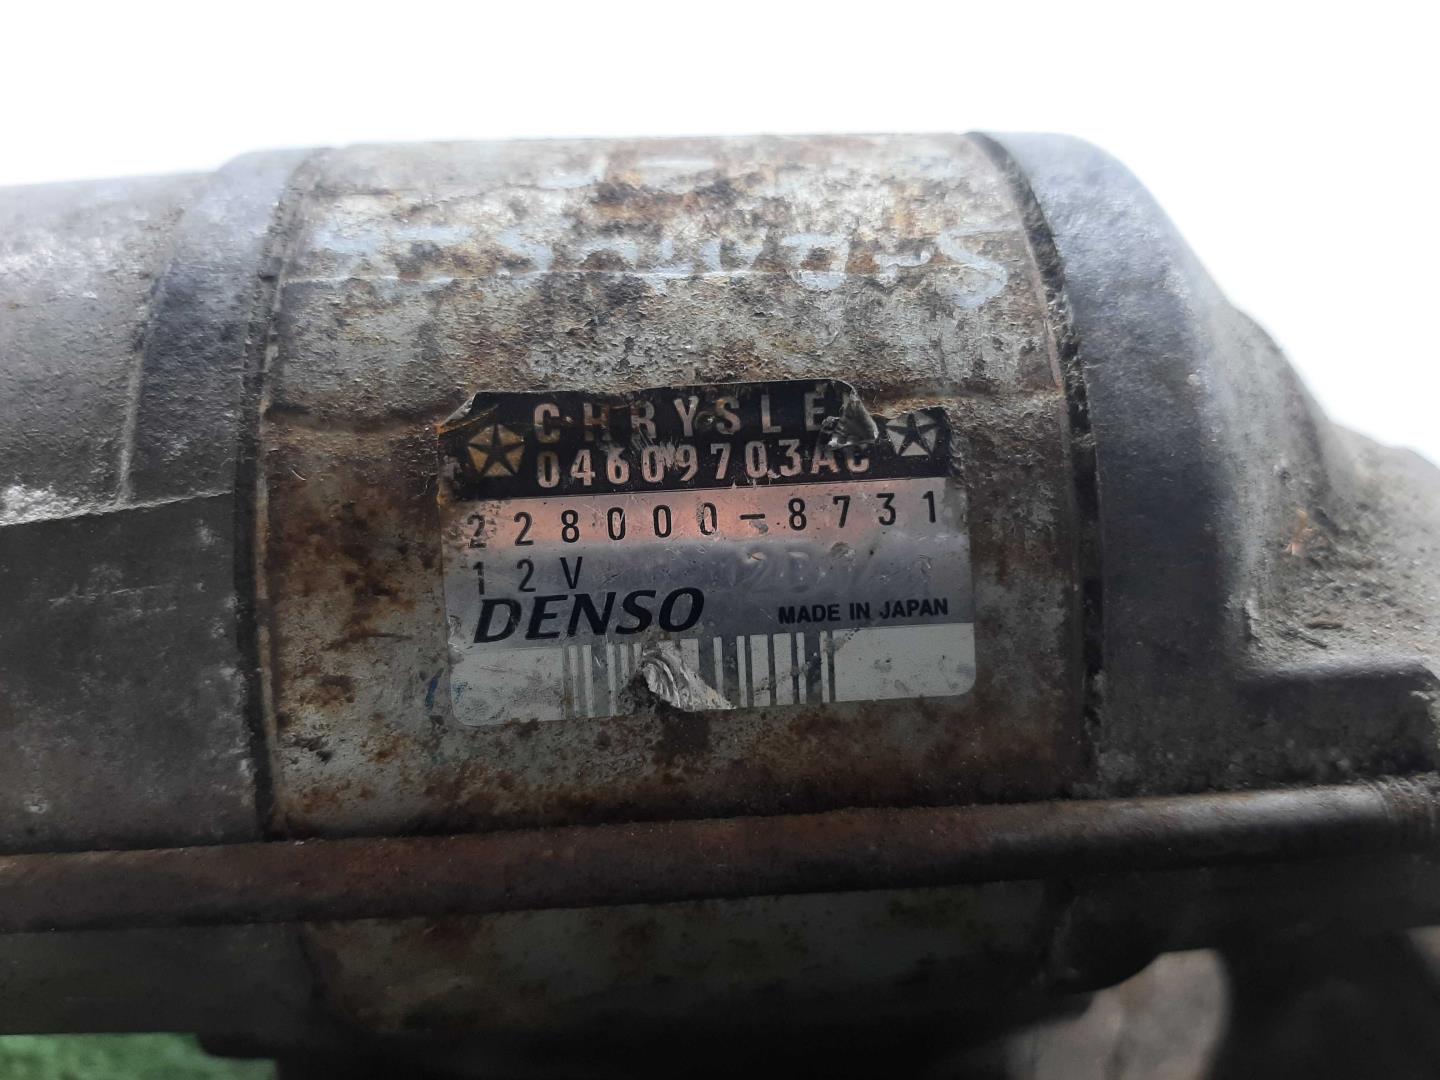 CHRYSLE
04609703AC
228000-8731
12V
DENSO MADE IN JAPAN